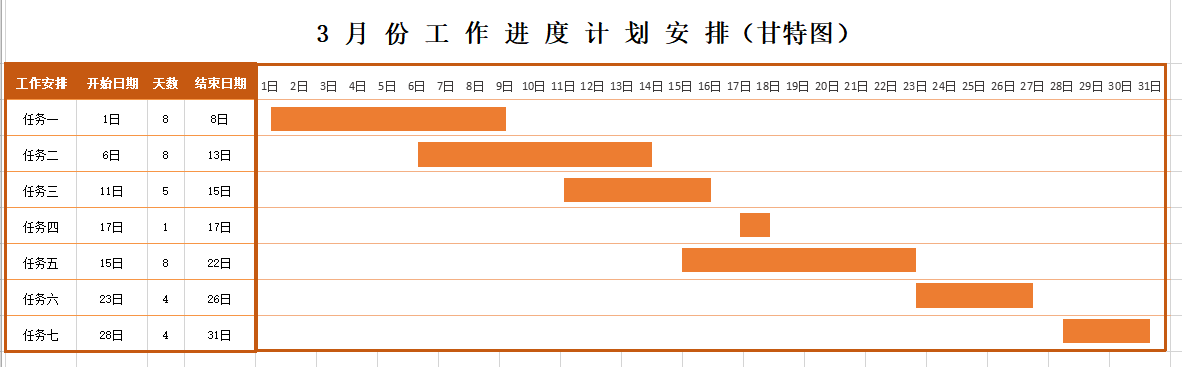 3 月 份 工 作 进 度 计 划 安 排（甘特图）
工作安排 开始日期 天数 结束日期 1日 2日 3日 4日 5日 6日 7日 8日 9日 10日 11日 12日 13日 14日 15日 16日 17日 18日 19日 20日 21日 22日 23日 24日 25日 26日 27日 28日 29日 30日 31日
任务一 1日 8 8日
任务二 6日 8 13日
任务三 11日 5 15日
任务四 17日 1 17日
任务五 15日 8 22日
任务六 23日 4 26日
任务七 28日 4 31日